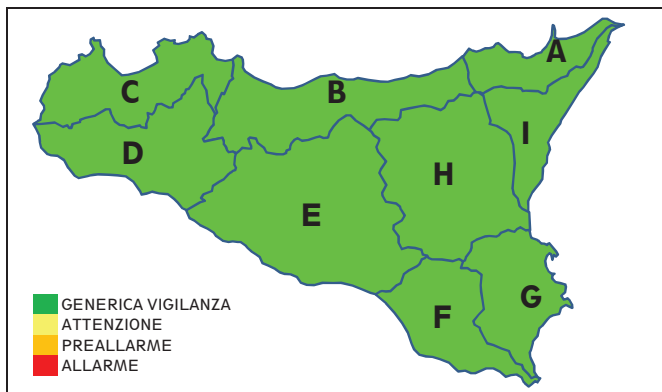 A
B
C
I
D
H
E
G
F
GENERICA VIGILANZA
ATTENZIONE
PREALLARME
ALLARME